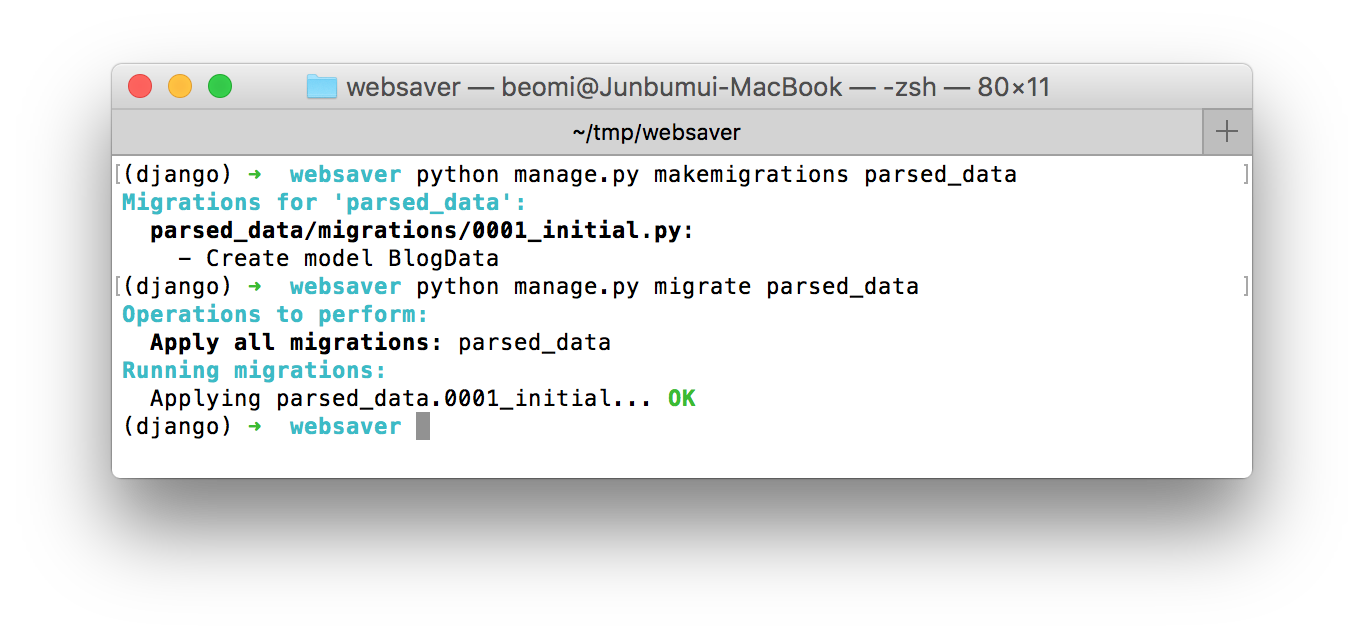 websaver — beomi@Junbumui-MacBook — -zsh — 80×11
~/tmp/websaver
[(django) ➜  websaver python manage.py makemigrations parsed_data ]
Migrations for 'parsed_data':
  parsed_data/migrations/0001_initial.py:
    - Create model BlogData
[(django) ➜  websaver python manage.py migrate parsed_data ]
Operations to perform:
  Apply all migrations: parsed_data
Running migrations:
  Applying parsed_data.0001_initial... OK
(django) ➜  websaver